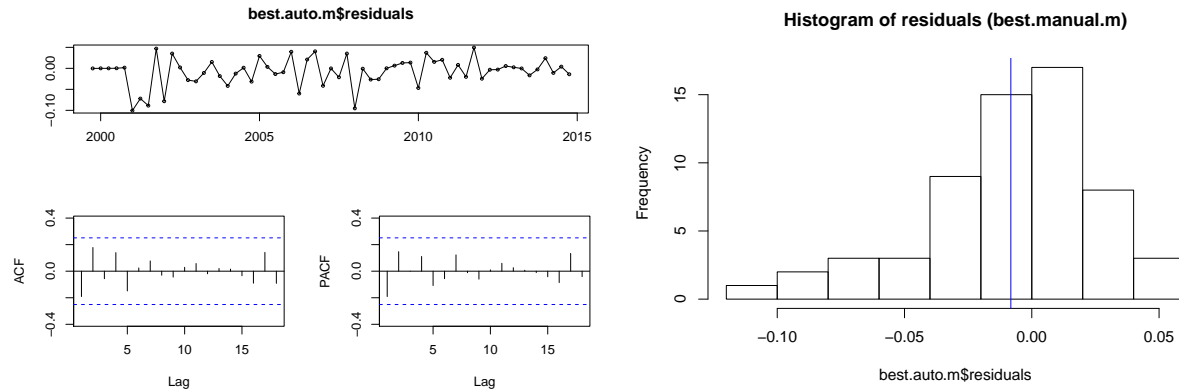 best.auto.m$residuals
0.00
−0.10
2000 2005 2010 2015
ACF
0.4
0.0
−0.4
5 10 15
Lag
PACF
0.4
0.0
−0.4
5 10 15
Lag
Histogram of residuals (best.manual.m)
Frequency
15
10
5
0
−0.10 −0.05 0.00 0.05
best.auto.m$residuals